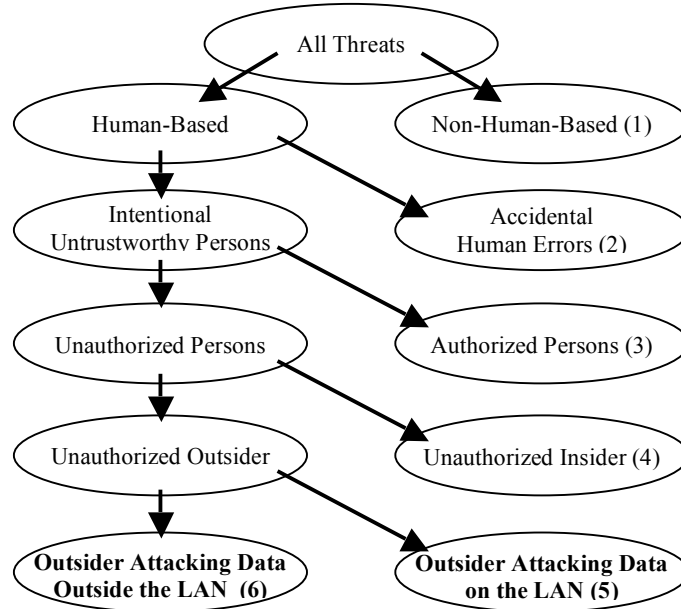 All Threats
Human-Based
Non-Human-Based (1)
Intentional
Untrustworthy Persons
Accidental
Human Errors (2)
Unauthorized Persons
Authorized Persons (3)
Unauthorized Outsider
Unauthorized Insider (4)
Outsider Attacking Data
Outside the LAN (6)
Outsider Attacking Data
on the LAN (5)